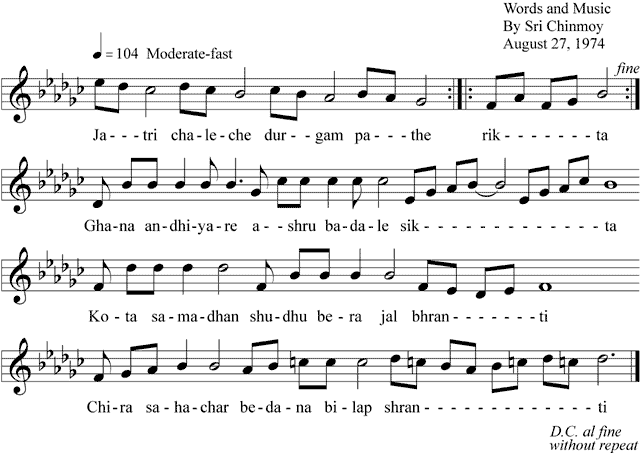 Words and Music
By Sri Chinmoy
August 27, 1974
= 104 Moderate-fast
fine
Ja - - - tri cha-le-che dur - - gam pa - - the rik - - - - - - ta
Gha-na an-dhi-ya-re a - - shru ba-da-le sik - - - - - - - - - - - - - - ta
Ko - ta sa-ma-dhan shu-dhu be-ra jal bhran - - - - - - ti
Chi-ra sa-ha-char be-da-na bi-lap shran - - - - - - - - - - - - - - - ti
D.C. al fine
without repeat